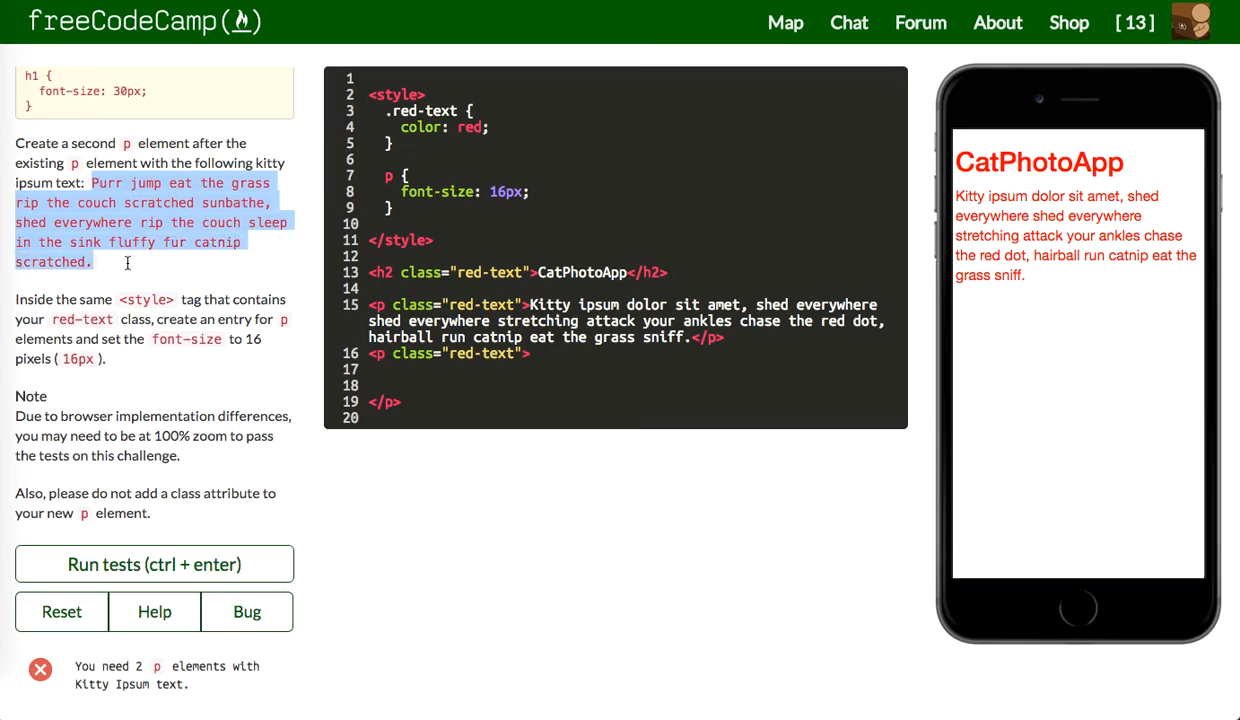 freeCodeCamp(🔥)
Map Chat Forum About Shop [ 13 ]
h1 {
font-size: 30px;
}
Create a second p element after the
existing p element with the following kitty
ipsum text: Purr jump eat the grass
rip the couch scratched sunbathe,
shed everywhere rip the couch sleep
in the sink fluffy fur catnip
scratched.
Inside the same <style> tag that contains
your red-text class, create an entry for p
elements and set the font-size to 16
pixels ( 16px ).
Note
Due to browser implementation differences,
you may need to be at 100% zoom to pass
the tests on this challenge.
Also, please do not add a class attribute to
your new p element.
Run tests (ctrl + enter)
Reset Help Bug
You need 2 p elements with
Kitty Ipsum text.
1
2 <style>
3 .red-text {
4 color: red;
5 }
6
7 p {
8 font-size: 16px;
9 }
10
11 </style>
12
13 <h2 class="red-text">CatPhotoApp</h2>
14
15 <p class="red-text">Kitty ipsum dolor sit amet, shed everywhere
shed everywhere stretching attack your ankles chase the red dot,
hairball run catnip eat the grass sniff.</p>
16 <p class="red-text">
17
18
19 </p>
20
CatPhotoApp
Kitty ipsum dolor sit amet, shed
everywhere shed everywhere
stretching attack your ankles chase
the red dot, hairball run catnip eat the
grass sniff.